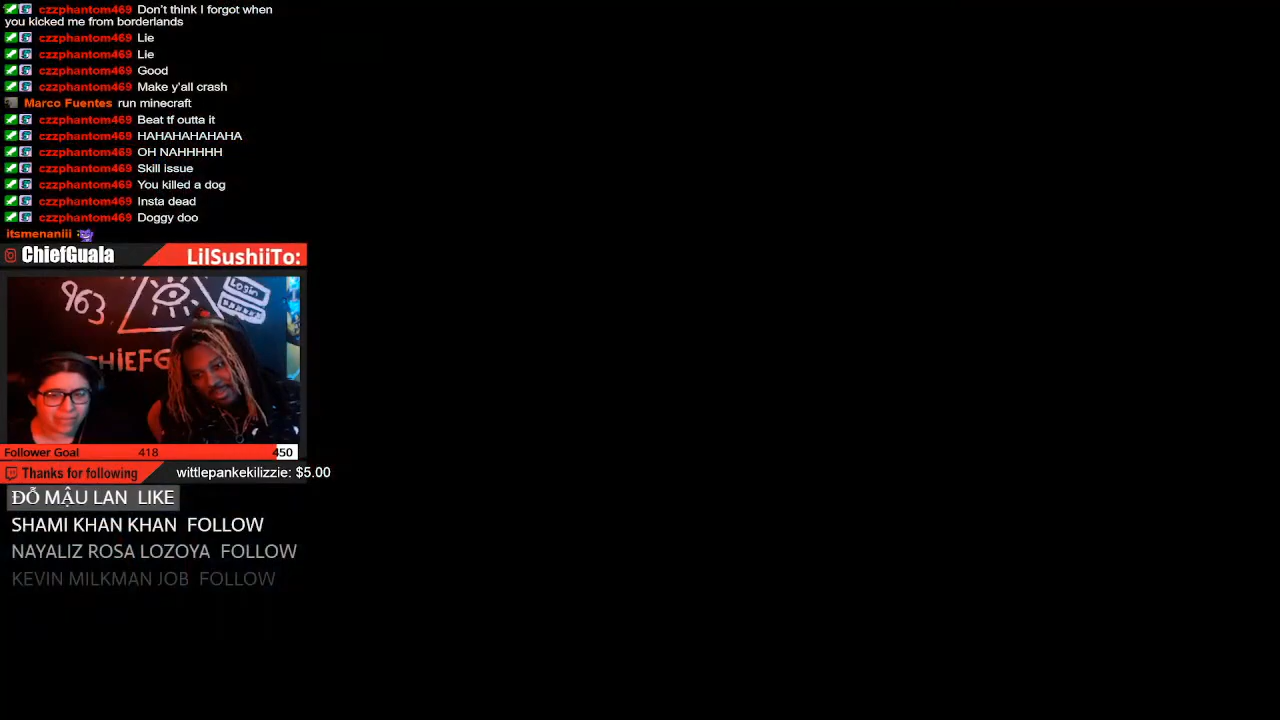 czzphantom469 Don't think I forgot when
you kicked me from borderlands
czzphantom469 Lie
czzphantom469 Lie
czzphantom469 Good
czzphantom469 Make y'all crash
Marco Fuentes run minecraft
czzphantom469 Beat tf outta it
czzphantom469 HAHAHAHAHAHA
czzphantom469 OH NAHHHHH
czzphantom469 Skill issue
czzphantom469 You killed a dog
czzphantom469 Insta dead
czzphantom469 Doggy doo
itsmenaniii :
ChiefGuala LilSushiiTo:
963
Login
CHIEFG
Follower Goal 418 450
Thanks for following wittlepankekilizzie: $5.00
ĐỖ MẬU LAN LIKE
SHAMI KHAN KHAN FOLLOW
NAYALIZ ROSA LOZOYA FOLLOW
KEVIN MILKMAN JOB FOLLOW